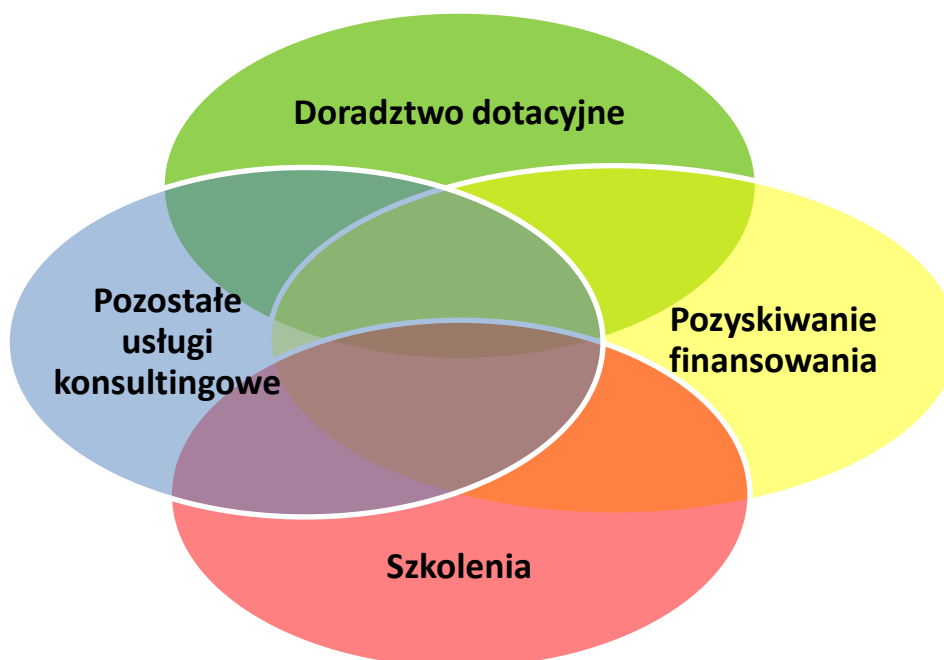 Doradztwo dotacyjne
Pozostałe
usługi
konsultingowe
Pozyskiwanie
finansowania
Szkolenia